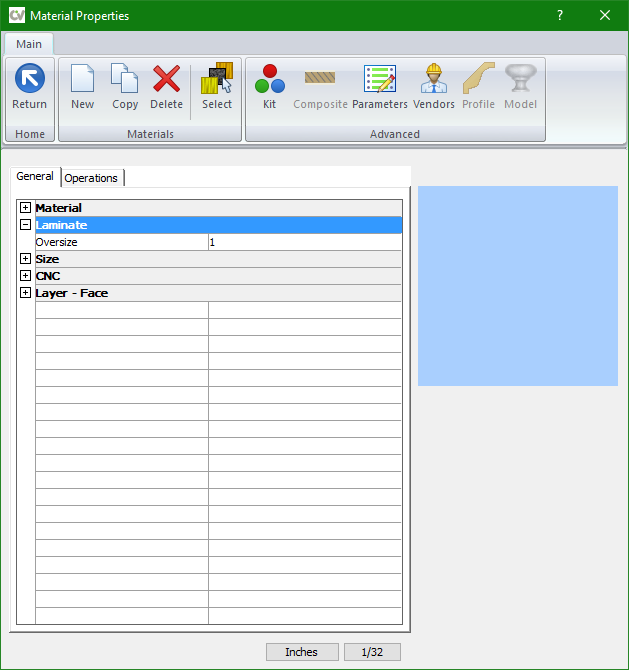 CV Material Properties ?
Main
Return New Copy Delete Select Kit Composite Parameters Vendors Profile Model
Home Materials Advanced
General Operations
Material
Laminate
Oversize 1
Size
CNC
Layer - Face
Inches 1/32